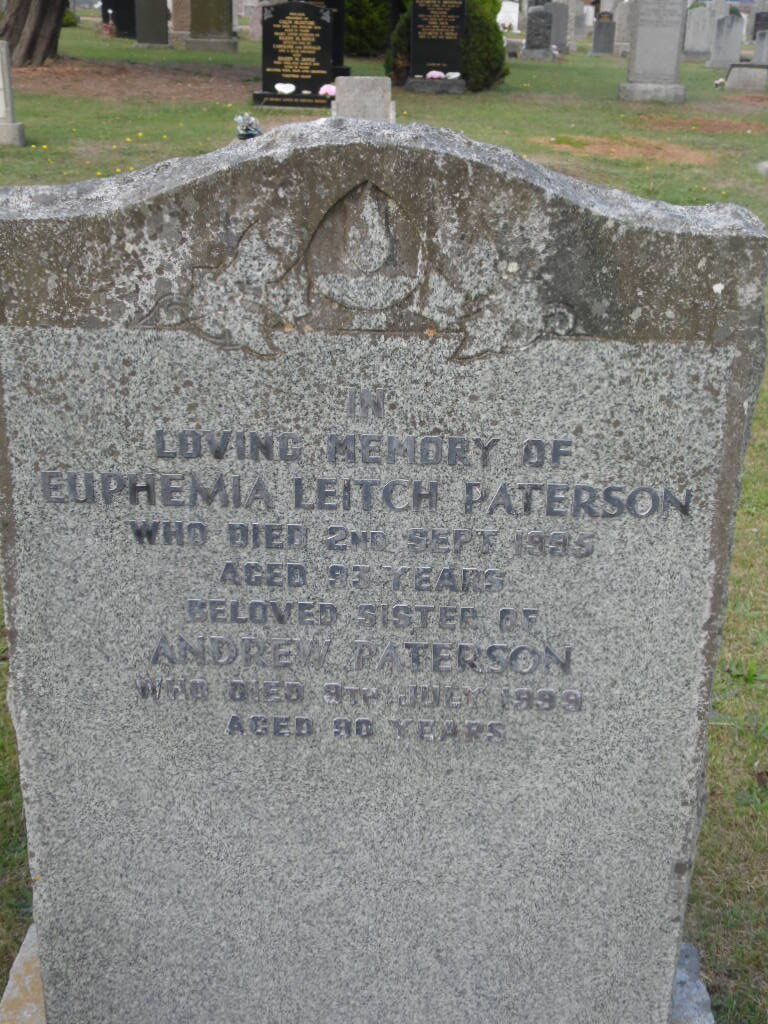 IN
LOVING MEMORY OF
EUPHEMIA LEITCH PATERSON
WHO DIED 2ND SEPT 1995
AGED 93 YEARS
BELOVED SISTER OF
ANDREW PATERSON
WHO DIED 9TH JULY 1999
AGED 90 YEARS